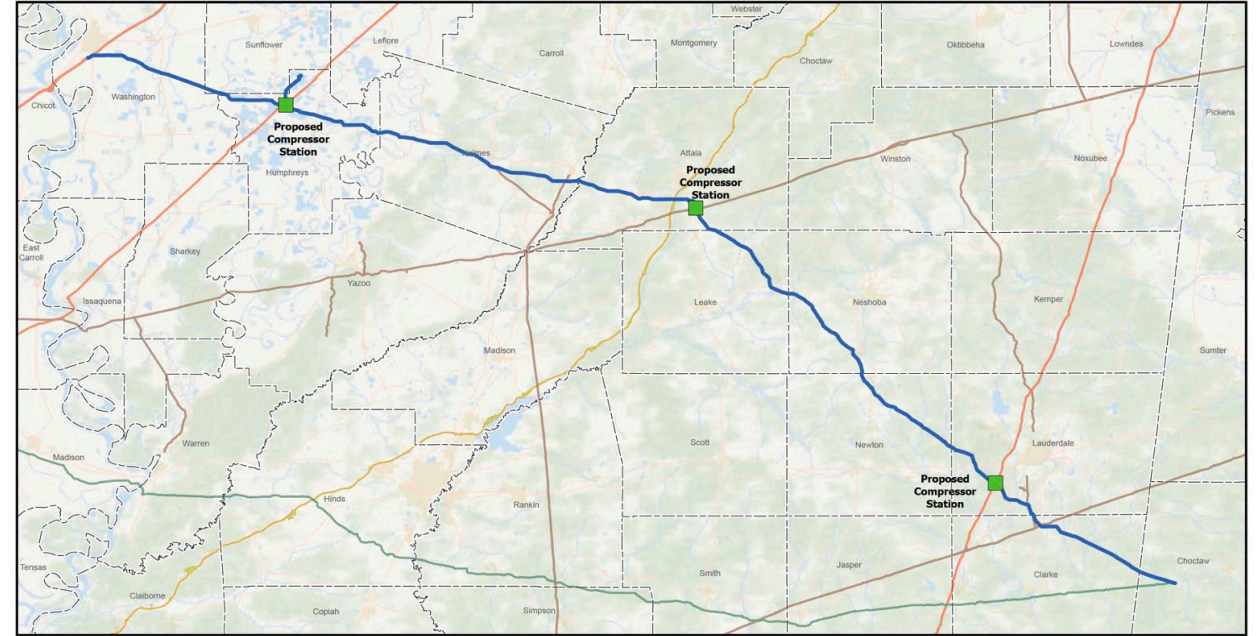 Webster
Sunflower
Leflore
Carroll
Montgomery
Choctaw
Oktibbeha
Lowndes
Chicot
Washington
Pickens
Proposed
Compressor
Station
Humphreys
Holmes
Attala
Winston
Noxubee
Proposed
Compressor
Station
East
Carroll
Sharkey
Issaquena
Yazoo
Leake
Neshoba
Kemper
Madison
Sumter
Warren
Madison
Scott
Newton
Lauderdale
Proposed
Compressor
Station
Hinds
Rankin
Tensas
Claiborne
Copiah
Simpson
Smith
Jasper
Clarke
Choctaw